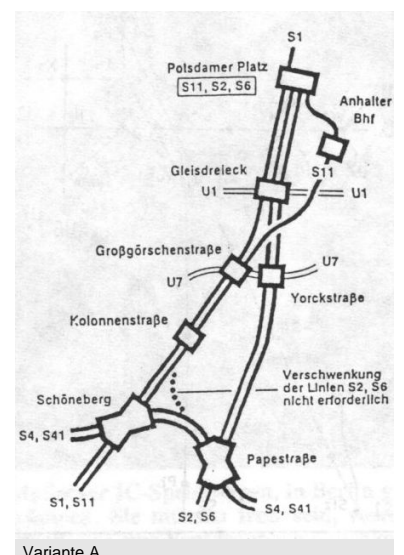 S1
Potsdamer Platz
S11, S2, S6
Anhalter
Bhf
Gleisdreieck
S11
U1
U1
Großgörschenstraße
U7
U7
Yorckstraße
Kolonnenstraße
Verschwenkung
der Linien S2, S6
nicht erforderlich
Schöneberg
S4, S41
Papestraße
S1, S11
S2, S6
S4, S41
Variante A